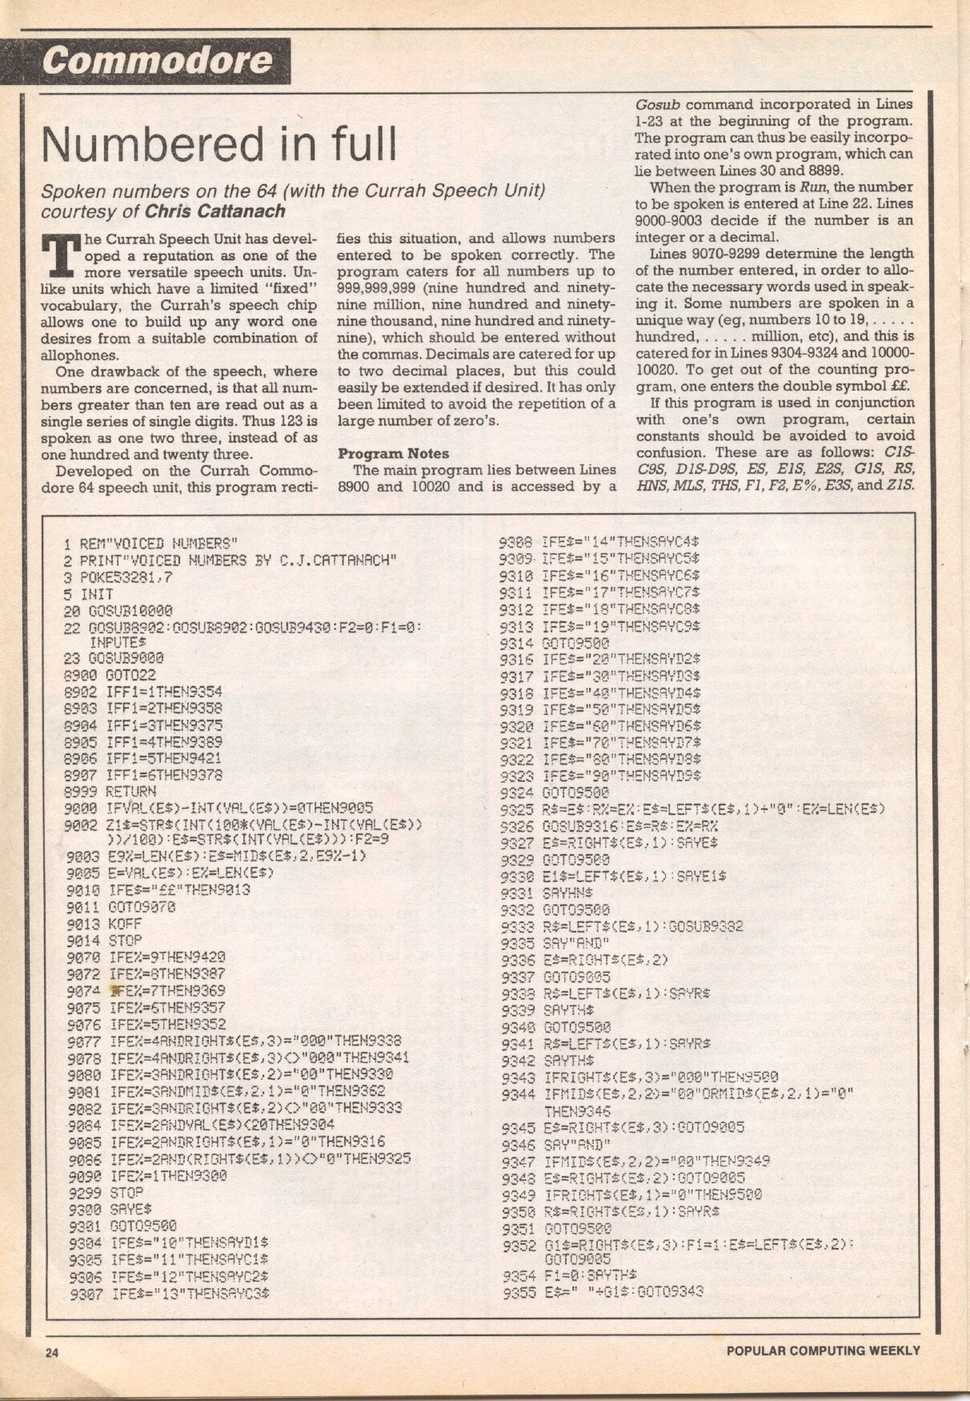 Commodore
Numbered in full
Spoken numbers on the 64 (with the Currah Speech Unit)
courtesy of Chris Cattanach
The Currah Speech Unit has devel-
oped a reputation as one of the
more versatile speech units. Un-
like units which have a limited "fixed"
vocabulary, the Currah's speech chip
allows one to build up any word one
desires from a suitable combination of
allophones.
One drawback of the speech, where
numbers are concerned, is that all num-
bers greater than ten are read out as a
single series of single digits. Thus 123 is
spoken as one two three, instead of as
one hundred and twenty three.
Developed on the Currah Commo-
dore 64 speech unit, this program recti-
fies this situation, and allows numbers
entered to be spoken correctly. The
program caters for all numbers up to
999,999,999 (nine hundred and ninety-
nine million, nine hundred and ninety-
nine thousand, nine hundred and ninety-
nine), which should be entered without
the commas. Decimals are catered for up
to two decimal places, but this could
easily be extended if desired. It has only
been limited to avoid the repetition of a
large number of zero's.
Program Notes
The main program lies between Lines
8900 and 10020 and is accessed by a
Gosub command incorporated in Lines
1-23 at the beginning of the program.
The program can thus be easily incorpo-
rated into one's own program, which can
lie between Lines 30 and 8899.
When the program is Run, the number
to be spoken is entered at Line 22. Lines
9000-9003 decide if the number is an
integer or a decimal.
Lines 9070-9299 determine the length
of the number entered, in order to allo-
cate the necessary words used in speak-
ing it. Some numbers are spoken in a
unique way (eg, numbers 10 to 19, . . . . .
hundred, . . . . . million, etc), and this is
catered for in Lines 9304-9324 and 10000-
10020. To get out of the counting pro-
gram, one enters the double symbol ££.
If this program is used in conjunction
with one's own program, certain
constants should be avoided to avoid
confusion. These are as follows: C1S-
C9S, D1S-D9S, ES, E1S, E2S, G1S, RS,
HNS, MLS, THS, F1, F2, E%, E3S, and Z1S.
1 REM"VOICED NUMBERS"
2 PRINT"VOICED NUMBERS BY C.J.CATTANACH"
3 POKE53281,7
5 INIT
20 GOSUB10000
22 GOSUB8902:GOSUB8902:GOSUB9430:F2=0:F1=0:
INPUTE$
23 GOSUB9000
8900 GOTO22
8902 IFF1=1THEN9354
8903 IFF1=2THEN9358
8904 IFF1=3THEN9375
8905 IFF1=4THEN9389
8906 IFF1=5THEN9421
8907 IFF1=6THEN9378
8999 RETURN
9000 IFVAL(E$)-INT(VAL(E$))=0THEN9005
9002 Z1$=STR$(INT(100*(VAL(E$)-INT(VAL(E$))
))/100):E$=STR$(INT(VAL(E$))):F2=9
9003 E9%=LEN(E$):E$=MID$(E$,2,E9%-1)
9005 E=VAL(E$):E%=LEN(E$)
9010 IFE$="££"THEN9013
9011 GOTO9070
9013 KOFF
9014 STOP
9070 IFE%=9THEN9420
9072 IFE%=8THEN9387
9074 IFE%=7THEN9369
9075 IFE%=6THEN9357
9076 IFE%=5THEN9352
9077 IFE%=4ANDRIGHT$(E$,3)="000"THEN9338
9078 IFE%=4ANDRIGHT$(E$,3)<>"000"THEN9341
9080 IFE%=3ANDRIGHT$(E$,2)="00"THEN9330
9081 IFE%=3ANDMID$(E$,2,1)="0"THEN9362
9082 IFE%=3ANDRIGHT$(E$,2)<>"00"THEN9333
9084 IFE%=2ANDVAL(E$)<20THEN9304
9085 IFE%=2ANDRIGHT$(E$,1)="0"THEN9316
9086 IFE%=2AND(RIGHT$(E$,1))<>"0"THEN9325
9090 IFE%=1THEN9300
9299 STOP
9300 SAYE$
9301 GOTO9500
9304 IFE$="10"THENSAYD1$
9305 IFE$="11"THENSAYC1$
9306 IFE$="12"THENSAYC2$
9307 IFE$="13"THENSAYC3$
9308 IFE$="14"THENSAYC4$
9309 IFE$="15"THENSAYC5$
9310 IFE$="16"THENSAYC6$
9311 IFE$="17"THENSAYC7$
9312 IFE$="18"THENSAYC8$
9313 IFE$="19"THENSAYC9$
9314 GOTO9500
9316 IFE$="20"THENSAYD2$
9317 IFE$="30"THENSAYD3$
9318 IFE$="40"THENSAYD4$
9319 IFE$="50"THENSAYD5$
9320 IFE$="60"THENSAYD6$
9321 IFE$="70"THENSAYD7$
9322 IFE$="80"THENSAYD8$
9323 IFE$="90"THENSAYD9$
9324 GOTO9500
9325 R$=E$:R%=E%:E$=LEFT$(E$,1)+"0":E%=LEN(E$)
9326 GOSUB9316:E$=R$:E%=R%
9327 E$=RIGHT$(E$,1):SAYE$
9329 GOTO9500
9330 E1$=LEFT$(E$,1):SAYE1$
9331 SAYHN$
9332 GOTO9500
9333 R$=LEFT$(E$,1):GOSUB9382
9335 SAY"AND"
9336 E$=RIGHT$(E$,2)
9337 GOTO9005
9338 R$=LEFT$(E$,1):SAYR$
9339 SAYTH$
9340 GOTO9500
9341 R$=LEFT$(E$,1):SAYR$
9342 SAYTH$
9343 IFRIGHT$(E$,3)="000"THEN9500
9344 IFMID$(E$,2,2)="00"ORMID$(E$,2,1)="0"
THEN9346
9345 E$=RIGHT$(E$,3):GOTO9005
9346 SAY"AND"
9347 IFMID$(E$,2,2)="00"THEN9349
9348 E$=RIGHT$(E$,2):GOTO9005
9349 IFRIGHT$(E$,1)="0"THEN9500
9350 R$=RIGHT$(E$,1):SAYR$
9351 GOTO9500
9352 G1$=RIGHT$(E$,3):F1=1:E$=LEFT$(E$,2):
GOTO9005
9354 F1=0:SAYTH$
9355 E$=" "+G1$:GOTO9343
24
POPULAR COMPUTING WEEKLY